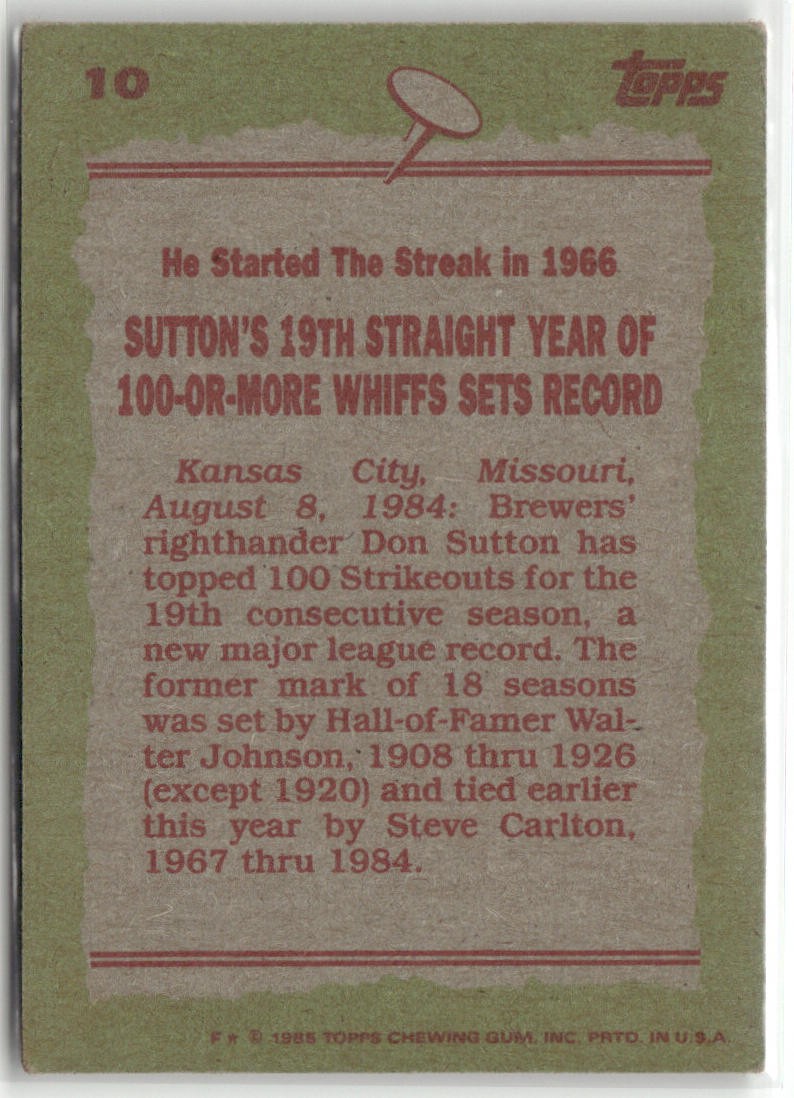 10
topps
He Started The Streak in 1966
SUTTON'S 19TH STRAIGHT YEAR OF
100-OR-MORE WHIFFS SETS RECORD
Kansas City, Missouri,
August 8, 1984: Brewers'
righthander Don Sutton has
topped 100 Strikeouts for the
19th consecutive season, a
new major league record. The
former mark of 18 seasons
was set by Hall-of-Famer Wal-
ter Johnson, 1908 thru 1926
(except 1920) and tied earlier
this year by Steve Carlton,
1967 thru 1984.
F★ © 1985 TOPPS CHEWING GUM, INC. PRTD. IN U.S.A.